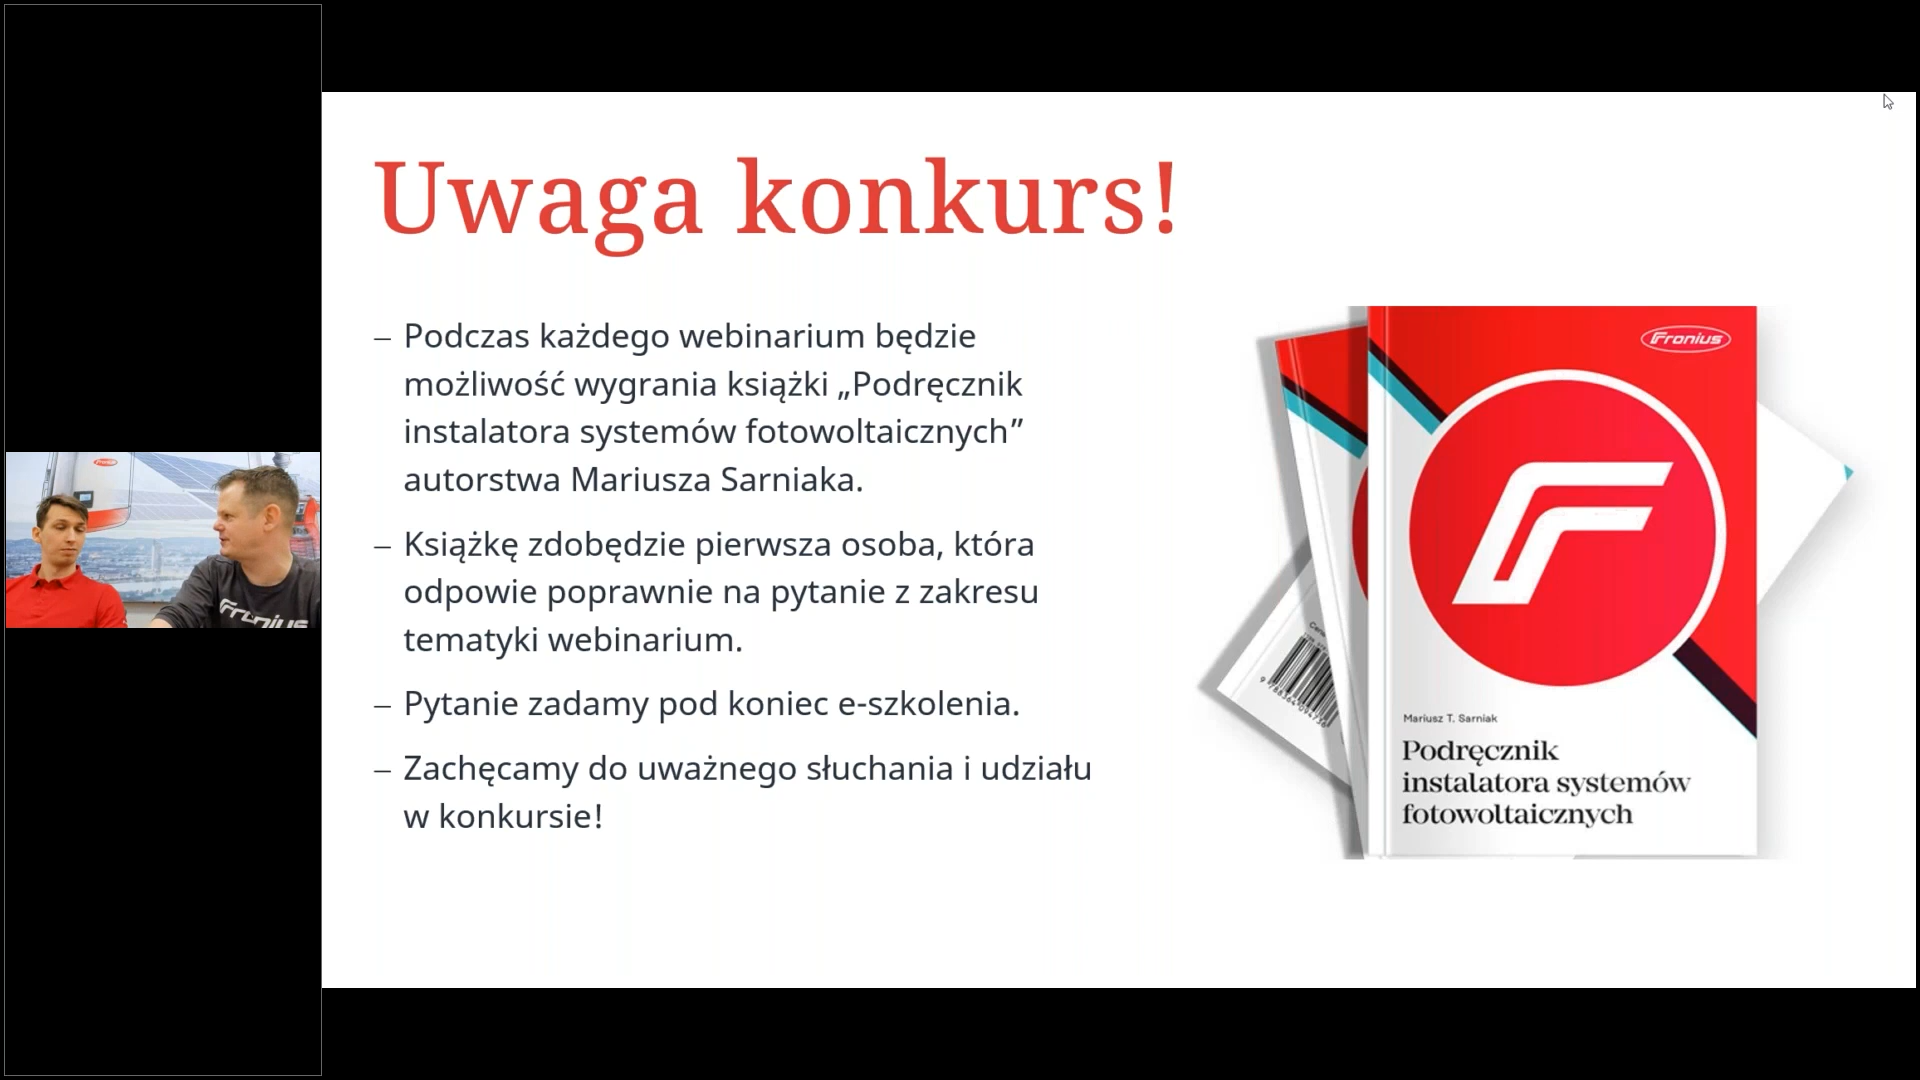 Uwaga konkurs!
– Podczas każdego webinarium będzie
możliwość wygrania książki „Podręcznik
instalatora systemów fotowoltaicznych”
autorstwa Mariusza Sarniaka.
– Książkę zdobędzie pierwsza osoba, która
odpowie poprawnie na pytanie z zakresu
tematyki webinarium.
– Pytanie zadamy pod koniec e-szkolenia.
– Zachęcamy do uważnego słuchania i udziału
w konkursie!
Fronius
Mariusz T. Sarniak
Podręcznik
instalatora systemów
fotowoltaicznych
Fronius